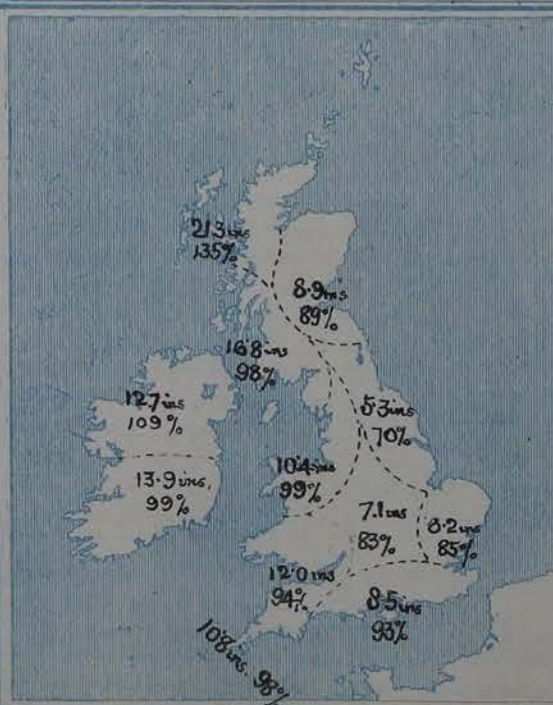 21.3 ins
135%
8.9 ins
89%
16.8 ins
98%
12.7 ins
109%
5.3 ins
70%
10.4 ins
99%
13.9 ins.
99%
7.1 ins
83%
6.2 ins
85%
12.0 ins
94%
8.5 ins
93%
10.8 ins. 98%